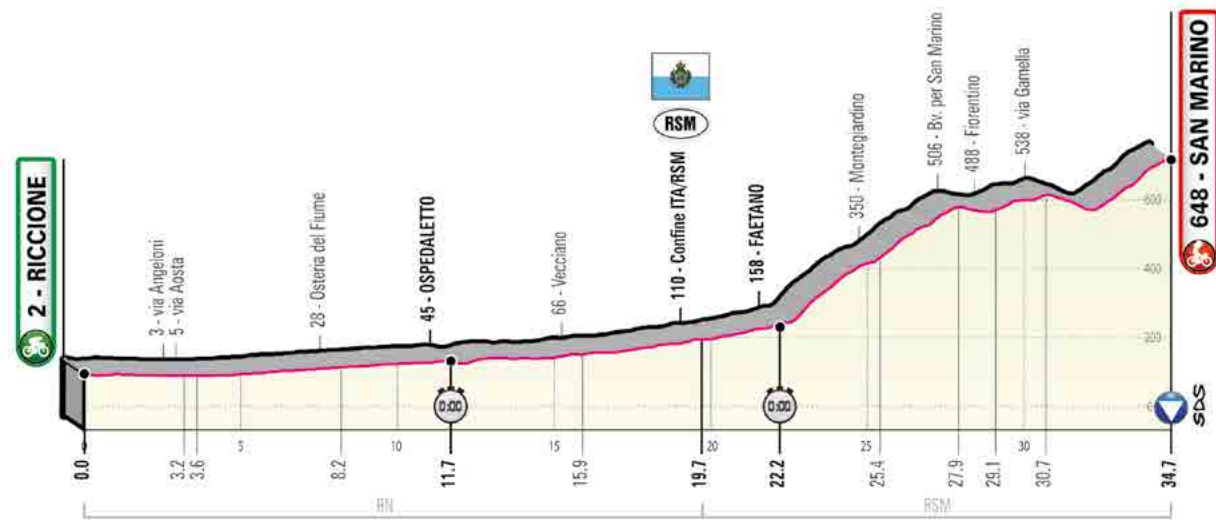 2 - RICCIONE
3 - via Angeloni
5 - via Aosta
28 - Osteria del Fiume
45 - OSPEDALETTO
66 - Vecciano
RSM
110 - Confine ITA/RSM
158 - FAETANO
350 - Montegiardino
506 - Bv. per San Marino
488 - Fiorentino
538 - via Gamella
648 - SAN MARINO
600
400
200
0
0:00
0:00
SDS
0
5
10
15
20
25
30
0.0
3.2
3.6
8.2
11.7
15.9
19.7
22.2
25.4
27.9
29.1
30.7
34.7
RN
RSM